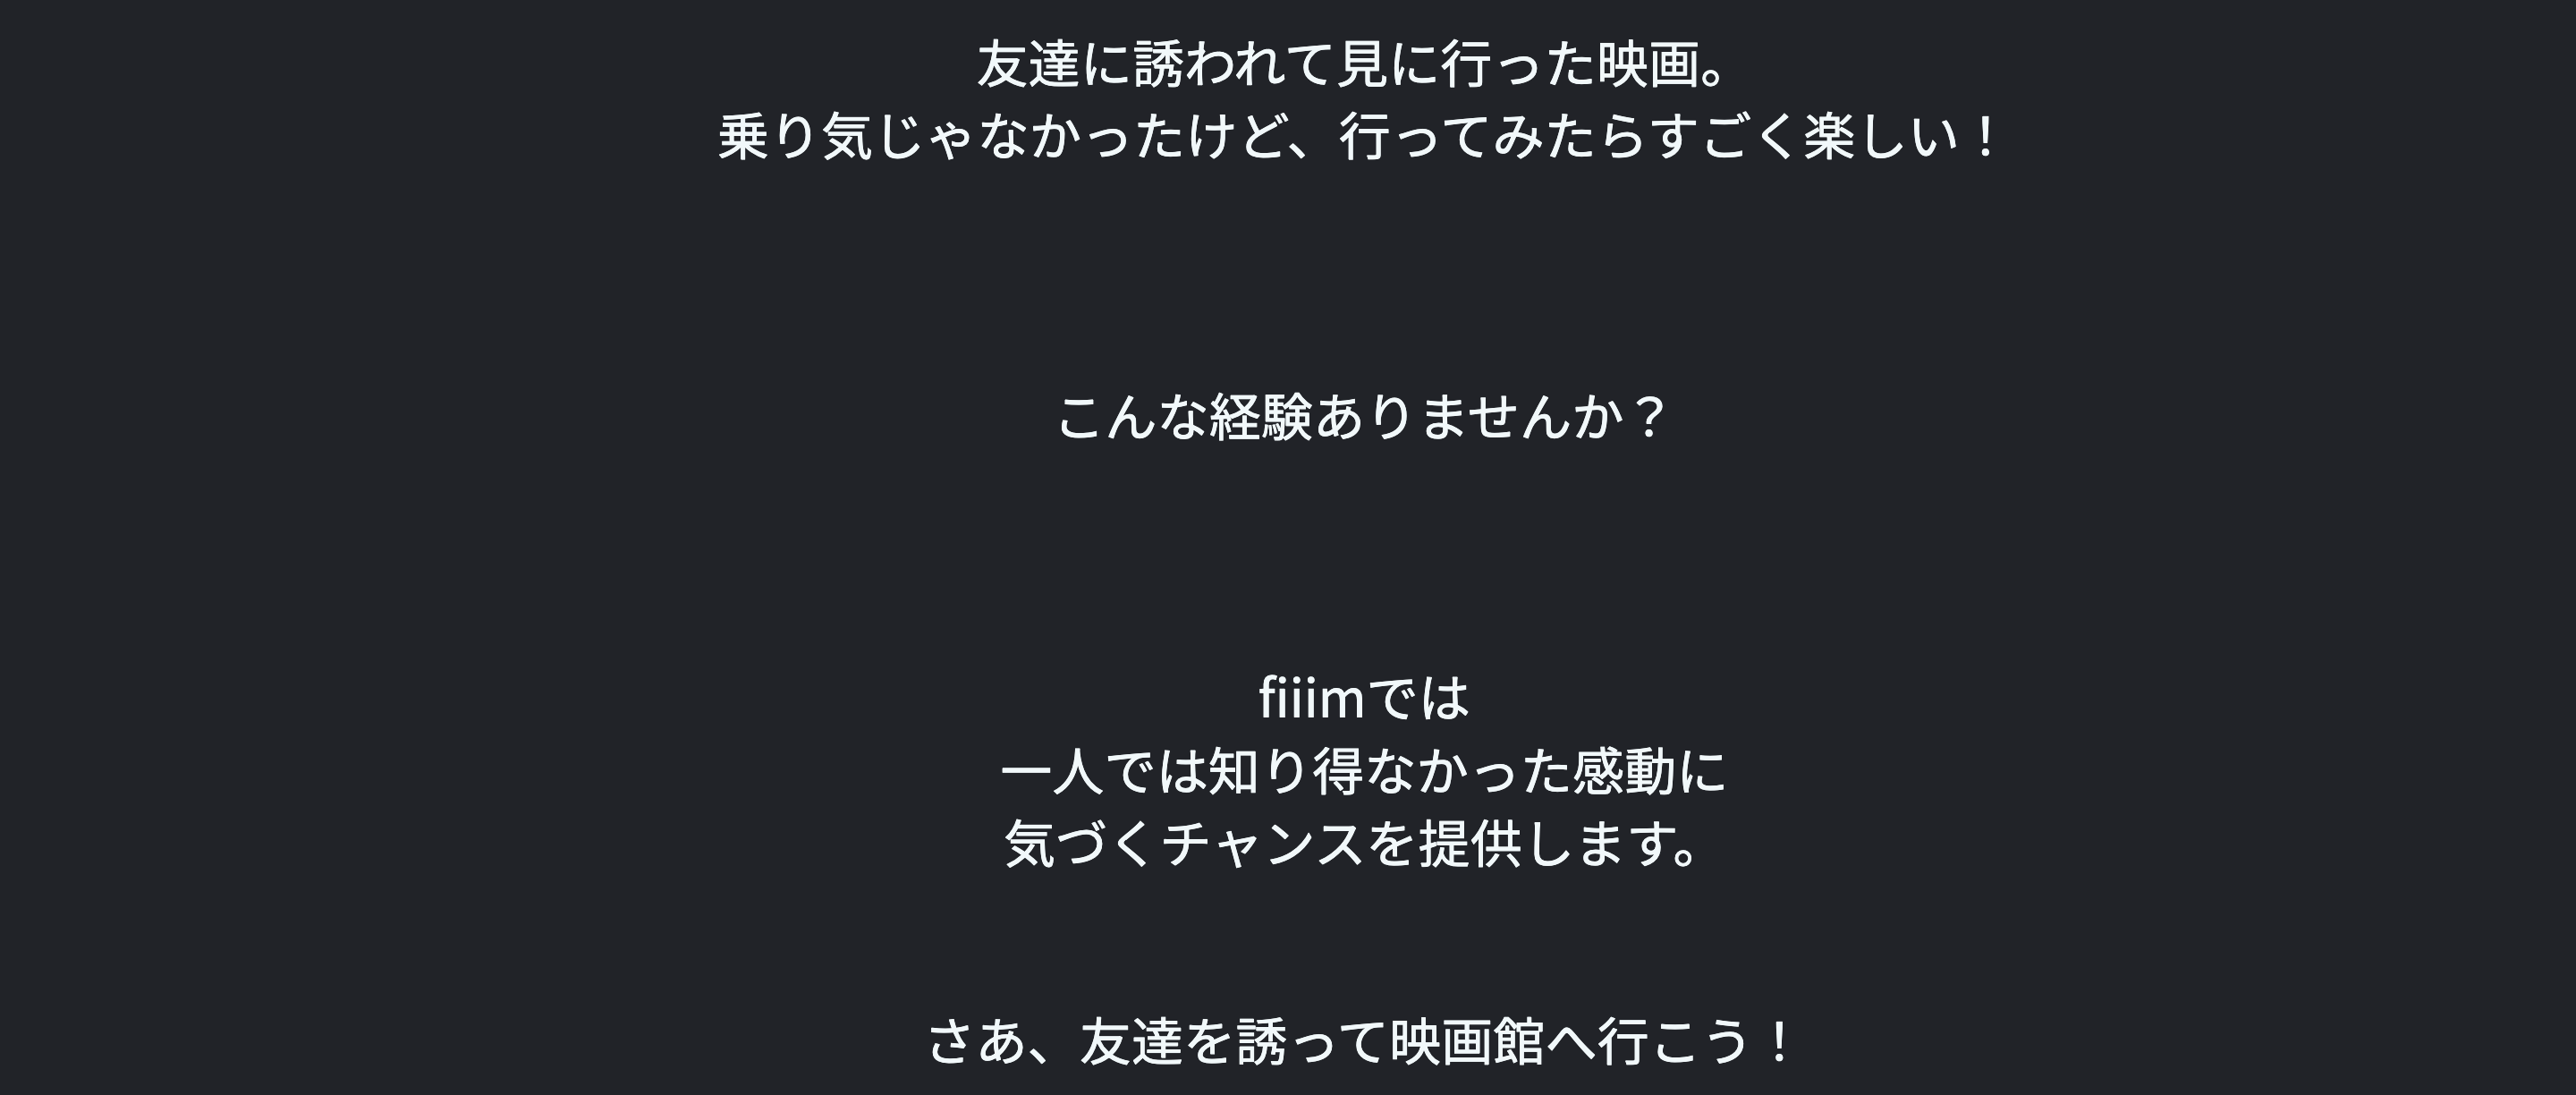 友達に誘われて見に行った映画。
乗り気じゃなかったけど、行ってみたらすごく楽しい！
こんな経験ありませんか？
fiiimでは
一人では知り得なかった感動に
気づくチャンスを提供します。
さあ、友達を誘って映画館へ行こう！